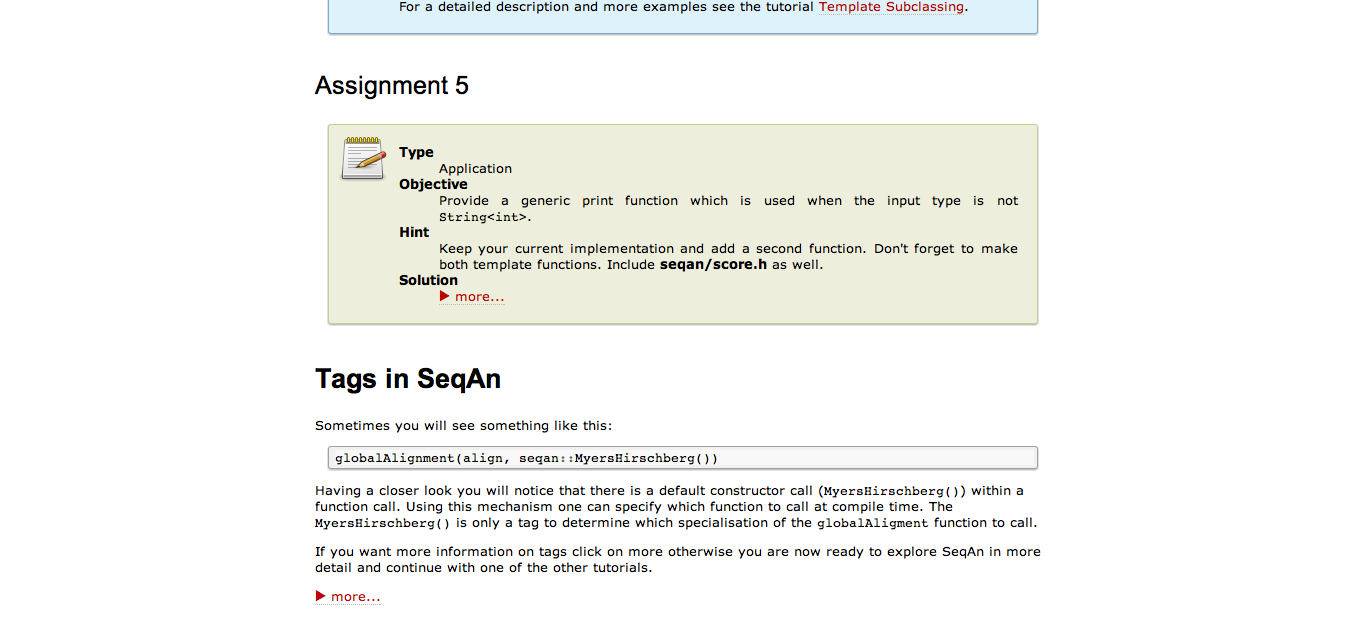 For a detailed description and more examples see the tutorial Template Subclassing.
Assignment 5
Type
Application
Objective
Provide a generic print function which is used when the input type is not
String<int>.
Hint
Keep your current implementation and add a second function. Don't forget to make
both template functions. Include seqan/score.h as well.
Solution
more...
Tags in SeqAn
Sometimes you will see something like this:
globalAlignment(align, seqan::MyersHirschberg())
Having a closer look you will notice that there is a default constructor call (MyersHirschberg()) within a
function call. Using this mechanism one can specify which function to call at compile time. The
MyersHirschberg() is only a tag to determine which specialisation of the globalAligment function to call.
If you want more information on tags click on more otherwise you are now ready to explore SeqAn in more
detail and continue with one of the other tutorials.
more...